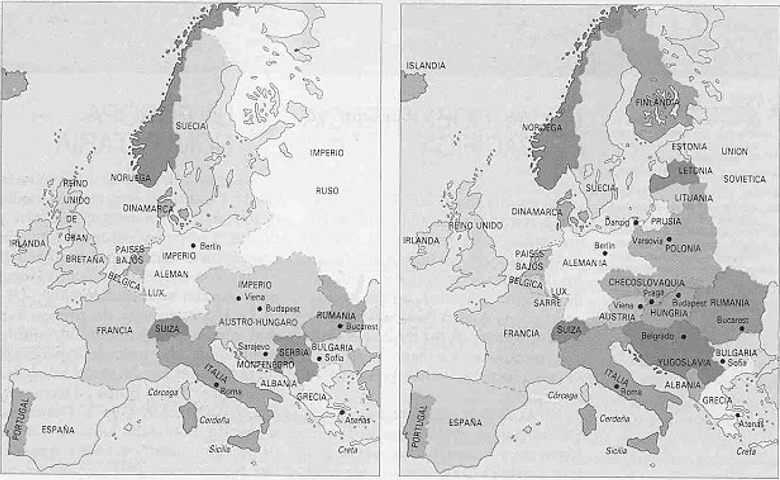 SUECIA
IMPERIO
RUSO
NORUEGA
REINO
UNIDO
DE
GRAN
BRETAÑA
IRLANDA
DINAMARCA
PAISES
BAJOS
BELGICA
LUX.
Berlín
IMPERIO
ALEMAN
IMPERIO
Viena
Budapest
AUSTRO-HUNGARO
FRANCIA
SUIZA
RUMANIA
Bucarest
Sarajevo
SERBIA
BULGARIA
Sofía
MONTENEGRO
ITALIA
Roma
ALBANIA
GRECIA
Atenas
Córcega
Cerdeña
Sicilia
Creta
PORTUGAL
ESPAÑA
ISLANDIA
FINLANDIA
NORUEGA
SUECIA
ESTONIA
UNION
LETONIA
SOVIETICA
LITUANIA
DINAMARCA
Danzig
PRUSIA
REINO UNIDO
IRLANDA
Varsovia
POLONIA
Berlín
PAISES
BAJOS
ALEMANIA
BELGICA
LUX.
SARRE
CHECOSLOVAQUIA
Praga
Viena
Budapest
AUSTRIA
HUNGRIA
RUMANIA
Bucarest
FRANCIA
SUIZA
Belgrado
YUGOSLAVIA
BULGARIA
Sofía
ITALIA
Roma
ALBANIA
GRECIA
Atenas
Córcega
Cerdeña
Sicilia
Creta
PORTUGAL
ESPAÑA